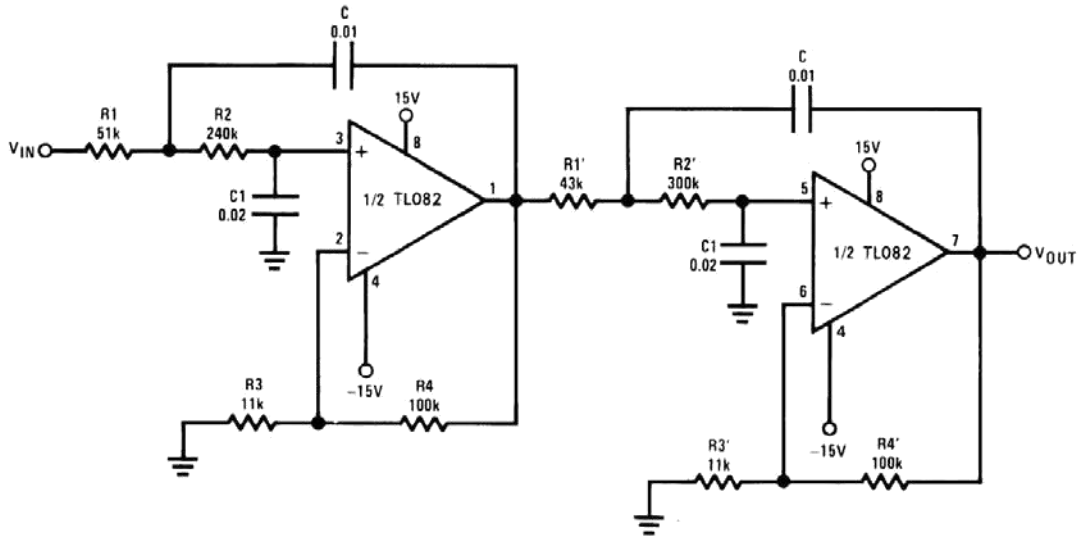 C
0.01
R1
51k
R2
240k
VIN
C1
0.02
15V
8
3
+
1/2 TL082
1
2
−
4
−15V
R3
11k
R4
100k
R1'
43k
R2'
300k
C
0.01
C1
0.02
15V
8
5
+
1/2 TL082
7
VOUT
6
−
4
−15V
R3'
11k
R4'
100k